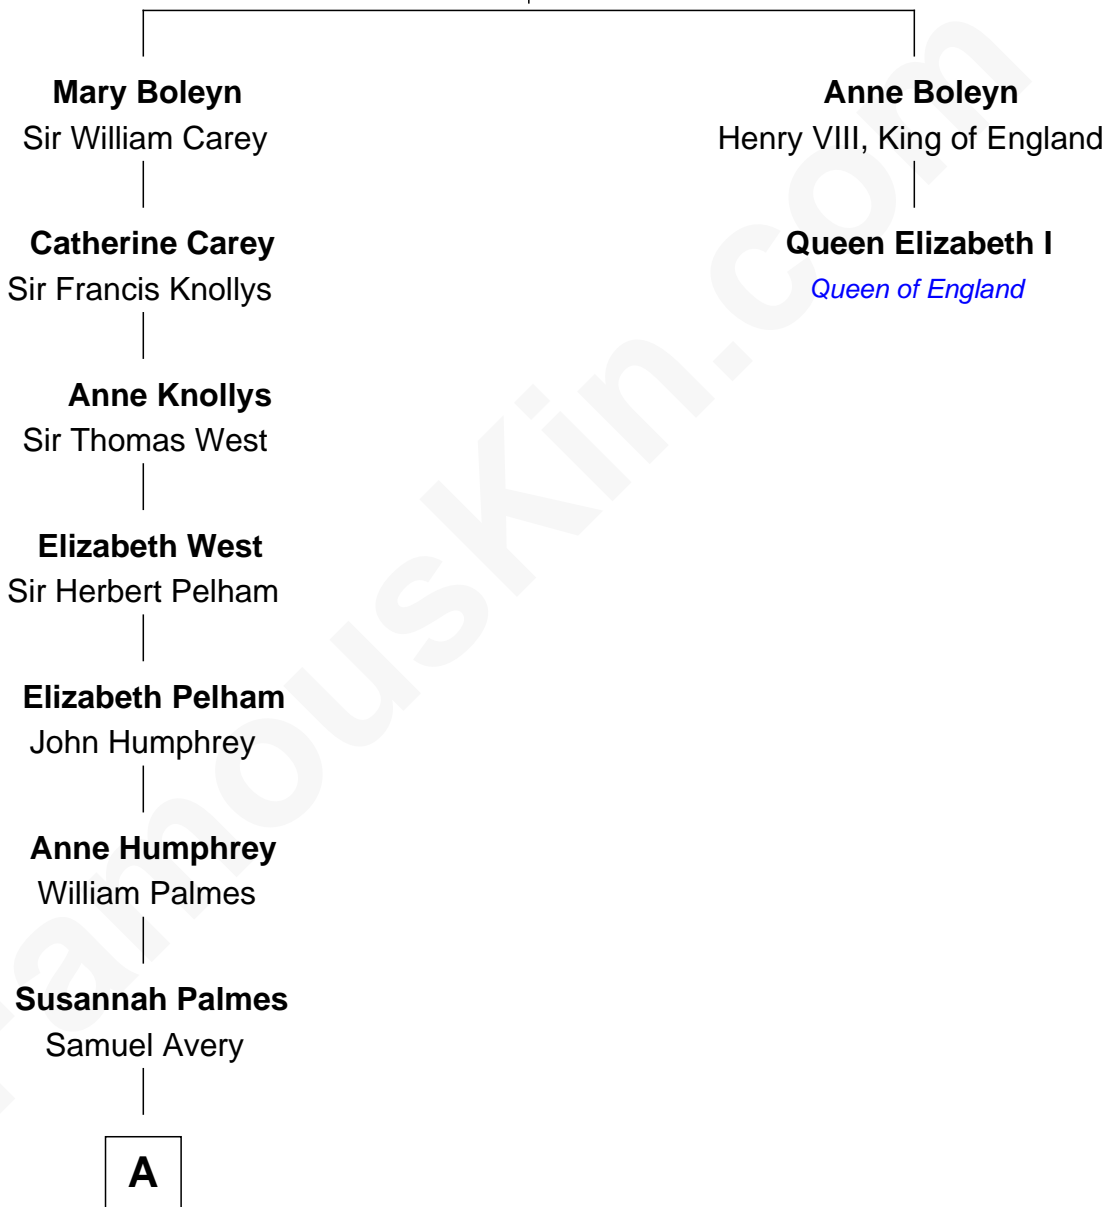 Mary Boleyn
Sir William Carey
Anne Boleyn
Henry VIII, King of England
Catherine Carey
Sir Francis Knollys
Queen Elizabeth I
Queen of England
Anne Knollys
Sir Thomas West
Elizabeth West
Sir Herbert Pelham
Elizabeth Pelham
John Humphrey
Anne Humphrey
William Palmes
Susannah Palmes
Samuel Avery
A
FamousKin.com